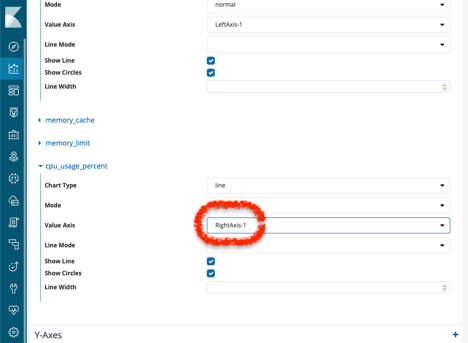 Mode normal
Value Axis LeftAxis-1
Line Mode
Show Line
Show Circles
Line Width
memory_cache
memory_limit
cpu_usage_percent
Chart Type line
Mode
Value Axis RightAxis-1
Line Mode
Show Line
Show Circles
Line Width
Y-Axes